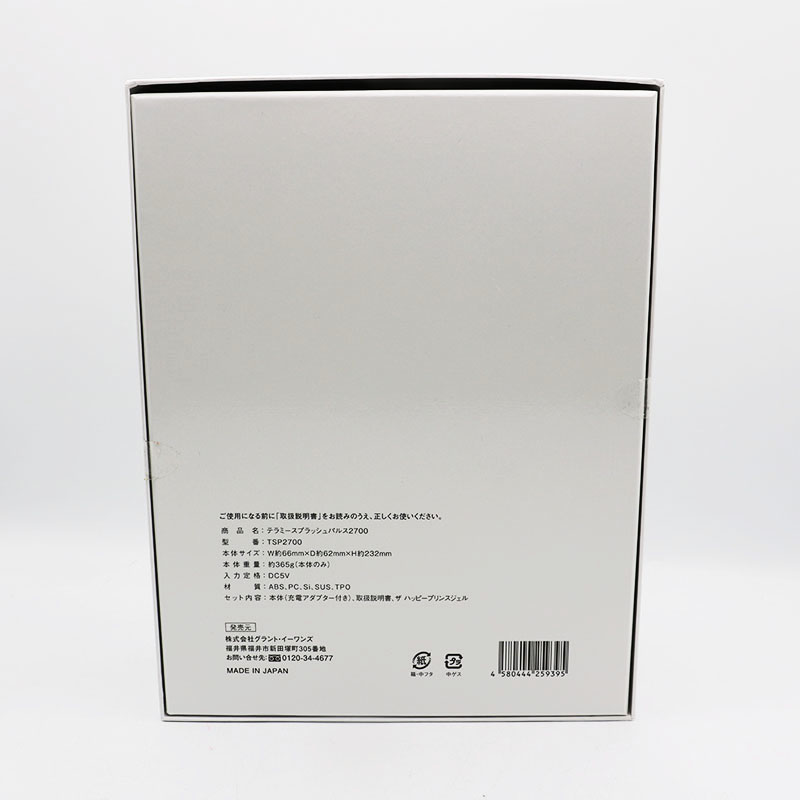 ご使用になる前に「取扱説明書」をお読みのうえ、正しくお使いください。
商品名：テラミースプラッシュパルス2700
型番：TSP2700
本体サイズ：W約66mm×D約62mm×H約232mm
本体重量：約365g(本体のみ)
入力定格：DC5V
材質：ABS、PC、Si、SUS、TPO
セット内容：本体(充電アダプター付き)、取扱説明書、ザ ハッピープリンスジェル
発売元
株式会社グラント・イーワンズ
福井県福井市新田塚町305番地
お問い合せ先：0120-34-4677
MADE IN JAPAN
紙
箱・中フタ
プラ
中ゲス
4 580444 259395